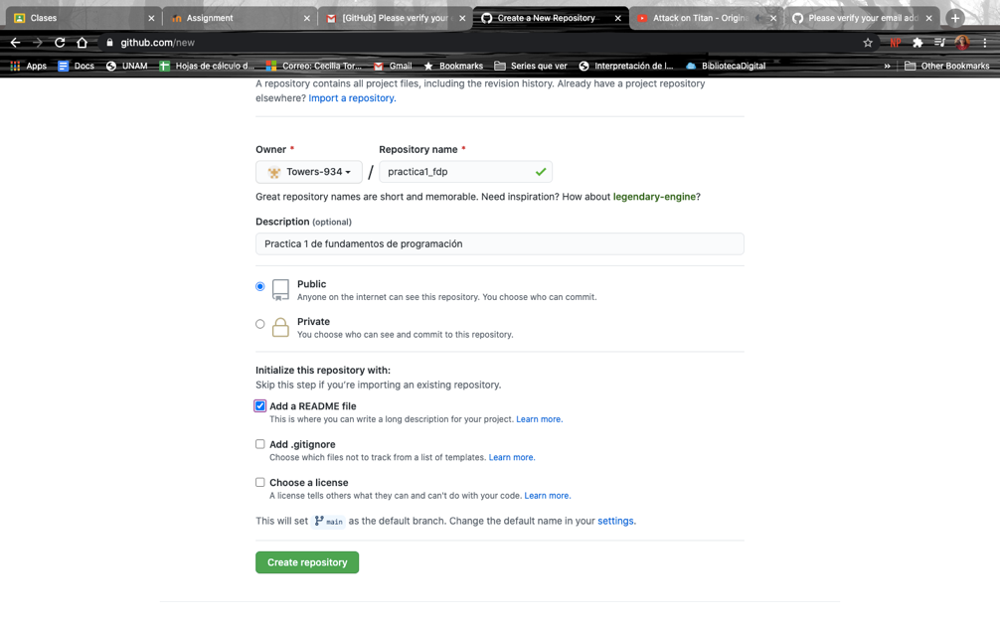 Clases
Assignment
[GitHub] Please verify your e
Create a New Repository
Attack on Titan - Origina
Please verify your email add
github.com/new
NP
Apps
Docs
UNAM
Hojas de cálculo d...
Correo: Cecilia Tor...
Gmail
Bookmarks
Series que ver
Interpretación de l...
BibliotecaDigital
»
Other Bookmarks
A repository contains all project files, including the revision history. Already have a project repository
elsewhere? Import a repository.
Owner *
Repository name *
Towers-934
/
practica1_fdp
Great repository names are short and memorable. Need inspiration? How about legendary-engine?
Description (optional)
Practica 1 de fundamentos de programación
Public
Anyone on the internet can see this repository. You choose who can commit.
Private
You choose who can see and commit to this repository.
Initialize this repository with:
Skip this step if you're importing an existing repository.
Add a README file
This is where you can write a long description for your project. Learn more.
Add .gitignore
Choose which files not to track from a list of templates. Learn more.
Choose a license
A license tells others what they can and can't do with your code. Learn more.
This will set main as the default branch. Change the default name in your settings.
Create repository